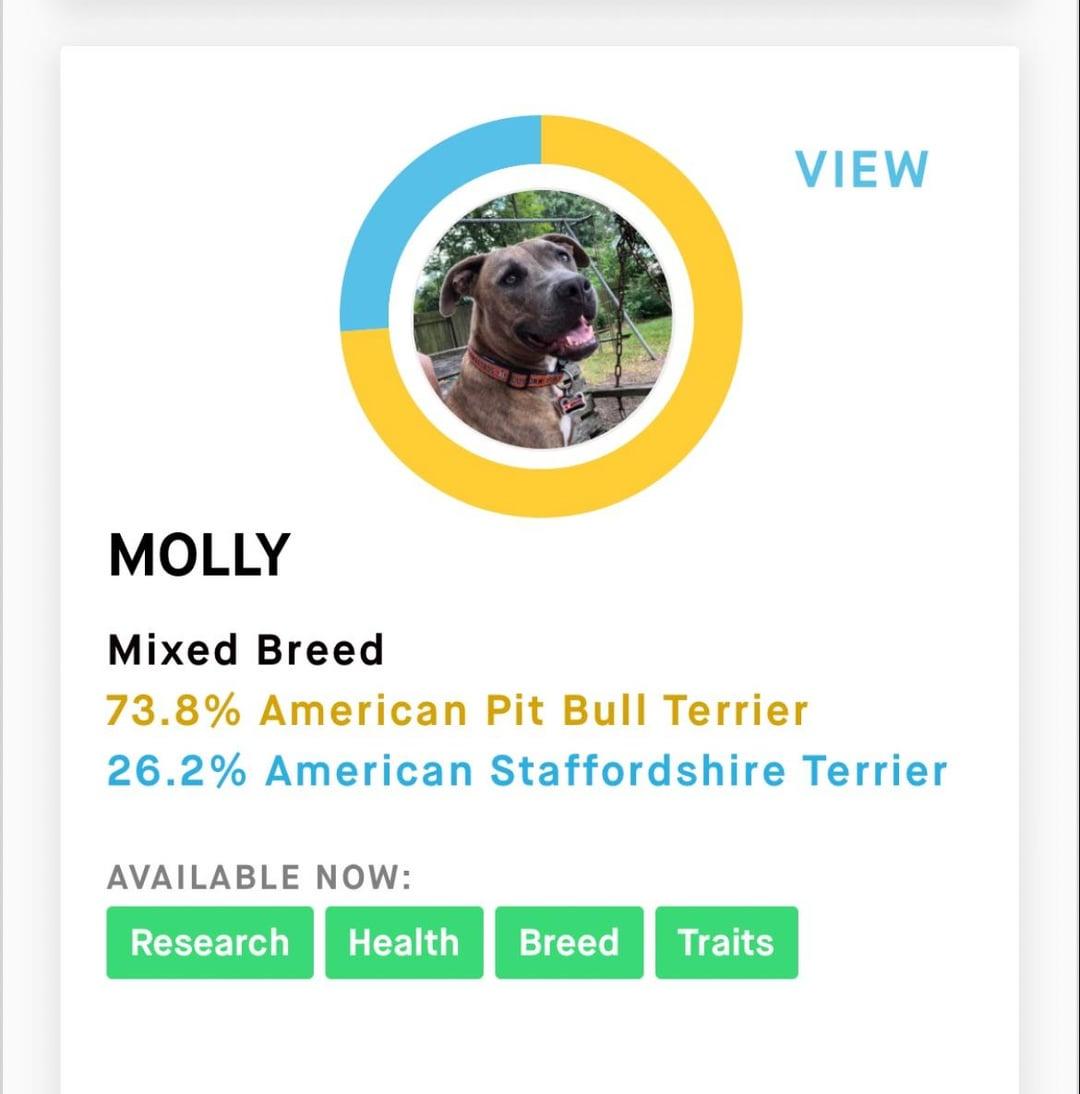 VIEW
MOLLY
Mixed Breed
73.8% American Pit Bull Terrier
26.2% American Staffordshire Terrier
AVAILABLE NOW:
Research Health Breed Traits